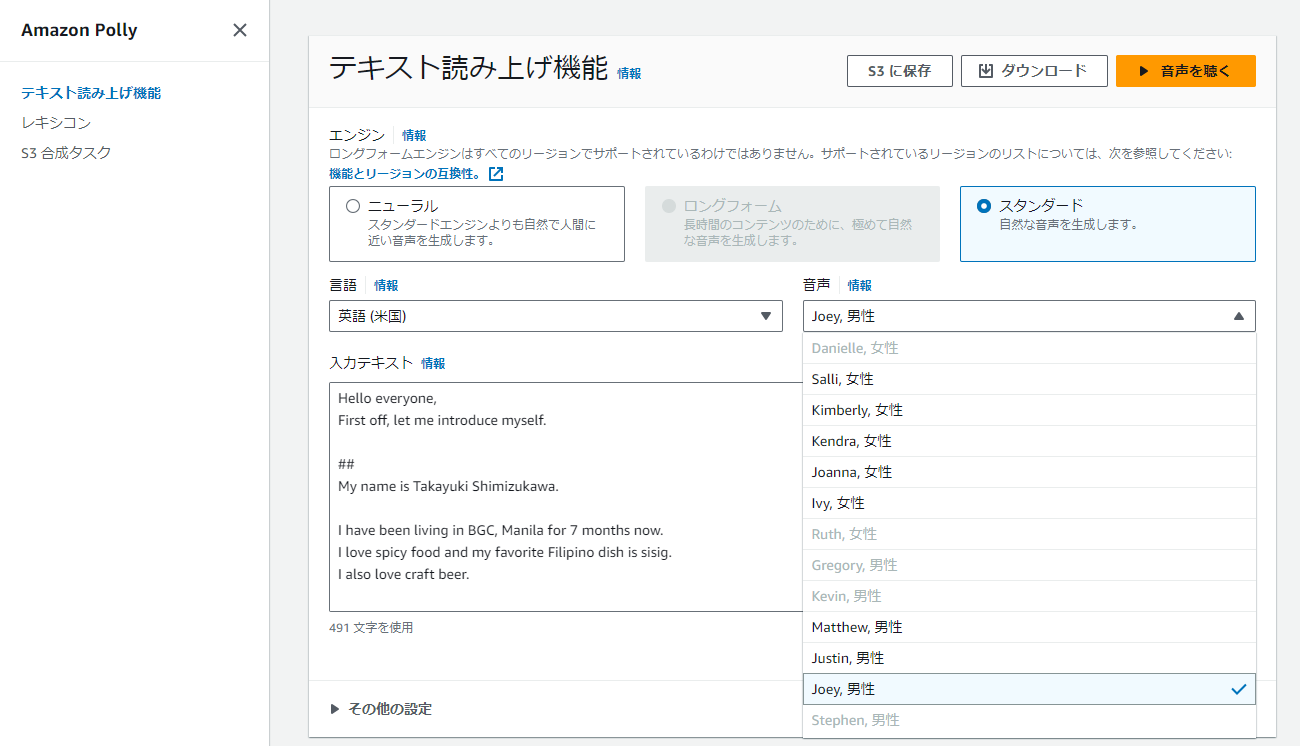 Amazon Polly
テキスト読み上げ機能
レキシコン
S3 合成タスク
テキスト読み上げ機能 情報
S3 に保存
ダウンロード
音声を聴く
エンジン 情報
ロングフォームエンジンはすべてのリージョンでサポートされているわけではありません。サポートされているリージョンのリストについては、次を参照してください:
機能とリージョンの互換性。
ニューラル
スタンダードエンジンよりも自然で人間に
近い音声を生成します。
ロングフォーム
長時間のコンテンツのために、極めて自然
な音声を生成します。
スタンダード
自然な音声を生成します。
言語 情報
英語 (米国)
音声 情報
Joey, 男性
Danielle, 女性
Salli, 女性
Kimberly, 女性
Kendra, 女性
Joanna, 女性
Ivy, 女性
Ruth, 女性
Gregory, 男性
Kevin, 男性
Matthew, 男性
Justin, 男性
Joey, 男性
Stephen, 男性
入力テキスト 情報
Hello everyone,
First off, let me introduce myself.
##
My name is Takayuki Shimizukawa.
I have been living in BGC, Manila for 7 months now.
I love spicy food and my favorite Filipino dish is sisig.
I also love craft beer.
491 文字を使用
その他の設定